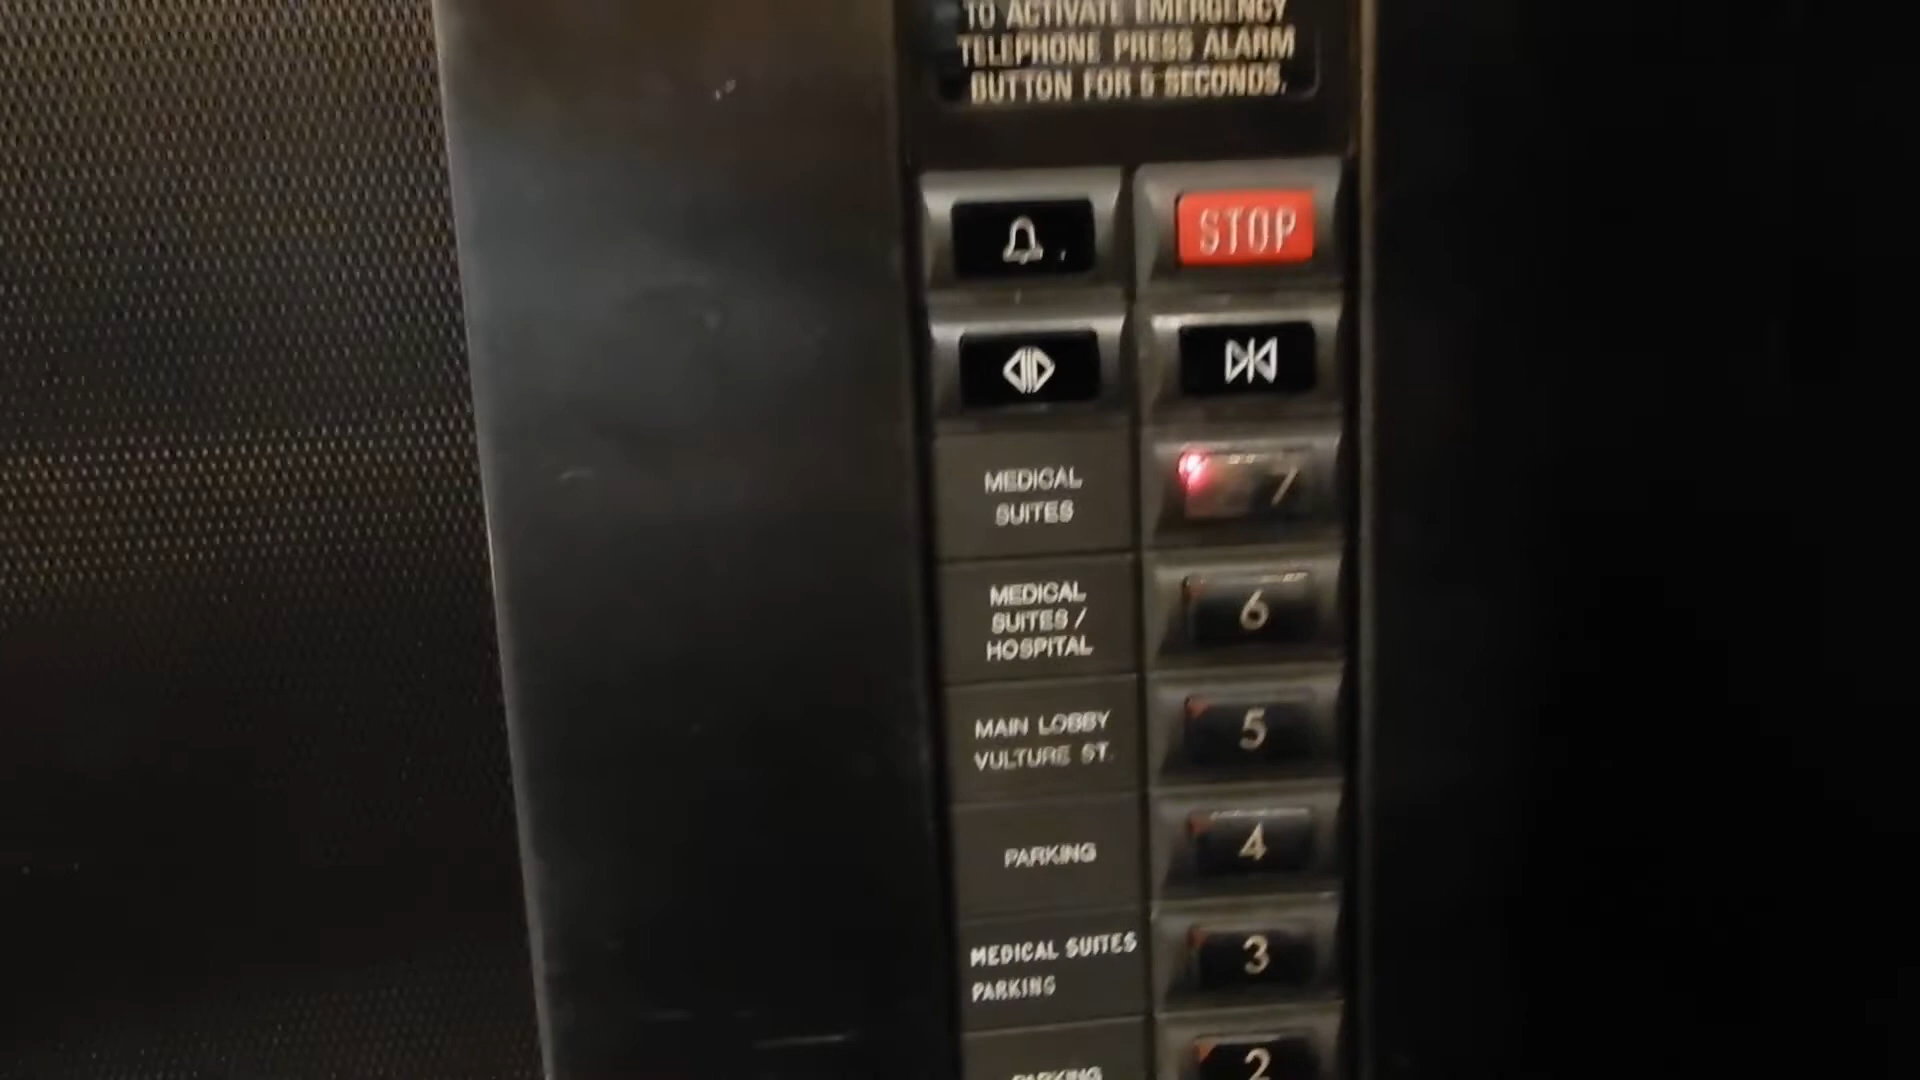 TO ACTIVATE EMERGENCY
TELEPHONE PRESS ALARM
BUTTON FOR 5 SECONDS.
STOP
MEDICAL
SUITES
7
MEDICAL
SUITES /
HOSPITAL
6
MAIN LOBBY
VULTURE ST.
5
PARKING
4
MEDICAL SUITES
PARKING
3
PARKING
2